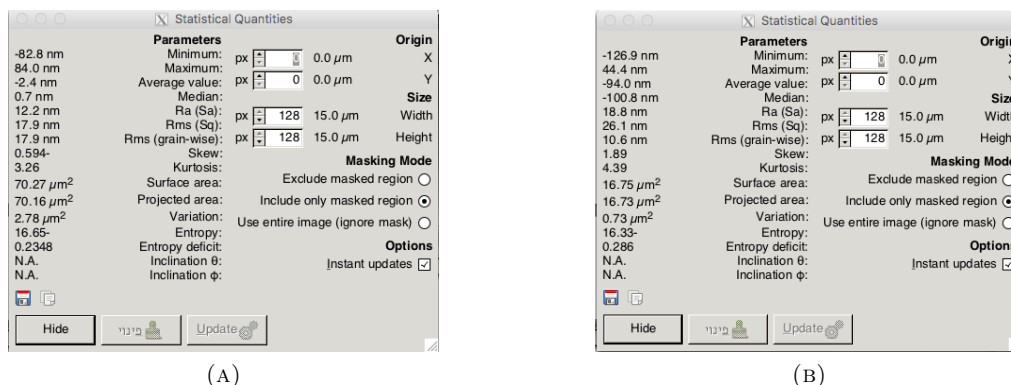 Statistical Quantities
Parameters
-82.8 nm Minimum:
84.0 nm Maximum:
-2.4 nm Average value:
0.7 nm Median:
12.2 nm Ra (Sa):
17.9 nm Rms (Sq):
17.9 nm Rms (grain-wise):
0.594- Skew:
3.26 Kurtosis:
70.27 μm² Surface area:
70.16 μm² Projected area:
2.78 μm² Variation:
16.65- Entropy:
0.2348 Entropy deficit:
N.A. Inclination θ:
N.A. Inclination φ:
Origin
px 0 0.0 μm X
px 0 0.0 μm Y
Size
px 128 15.0 μm Width
px 128 15.0 μm Height
Masking Mode
Exclude masked region
Include only masked region
Use entire image (ignore mask)
Options
Instant updates
Hide פינוי Update
(A)
Statistical Quantities
Parameters
-126.9 nm Minimum:
44.4 nm Maximum:
-94.0 nm Average value:
-100.8 nm Median:
18.8 nm Ra (Sa):
26.1 nm Rms (Sq):
10.6 nm Rms (grain-wise):
1.89 Skew:
4.39 Kurtosis:
16.75 μm² Surface area:
16.73 μm² Projected area:
0.73 μm² Variation:
16.33- Entropy:
0.286 Entropy deficit:
N.A. Inclination θ:
N.A. Inclination φ:
Origin
px 0 0.0 μm
px 0 0.0 μm
Size
px 128 15.0 μm Widt
px 128 15.0 μm Heigh
Masking Mod
Exclude masked region
Include only masked region
Use entire image (ignore mask)
Option
Instant updates
Hide פינוי Update
(B)